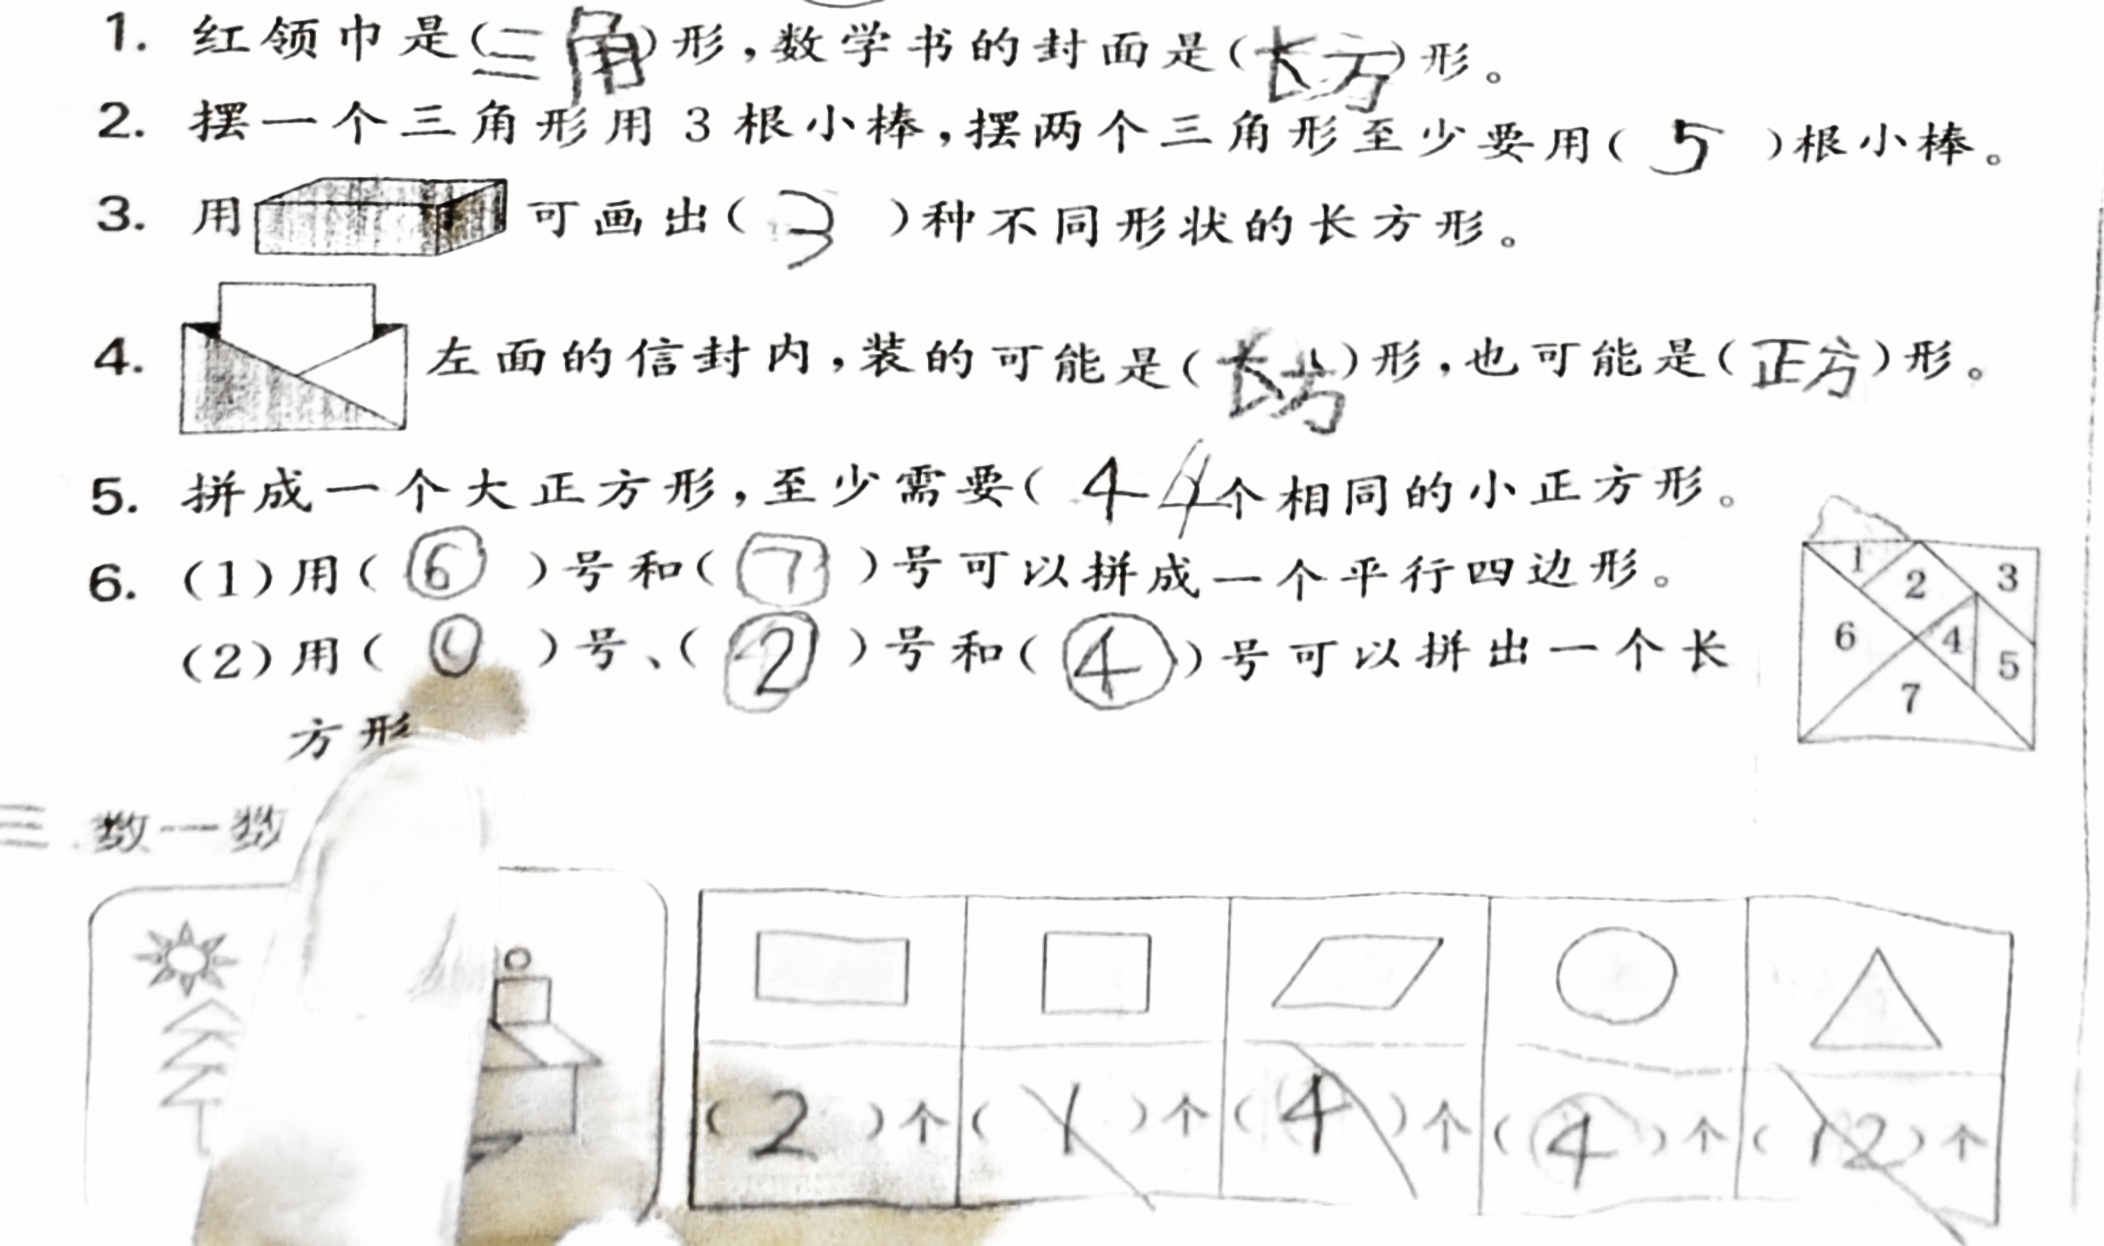 1. 红领巾是(三角)形,数学书的封面是(长方)形。
2. 摆一个三角形用 3 根小棒,摆两个三角形至少要用( 5 )根小棒。
3. 用 可画出( 3 )种不同形状的长方形。
4. 左面的信封内,装的可能是(长方)形,也可能是(正方)形。
5. 拼成一个大正方形,至少需要( 4 4 个相同的小正方形。
6. (1)用( 6 )号和( 7 )号可以拼成一个平行四边形。
(2)用( )号、( 2 )号和( 4 )号可以拼出一个长
方形
1 2 3
6 4 5
7
三 数一数
( 2 )个 ( 1 )个 ( 4 )个 ( 4 )个 ( 12 )个